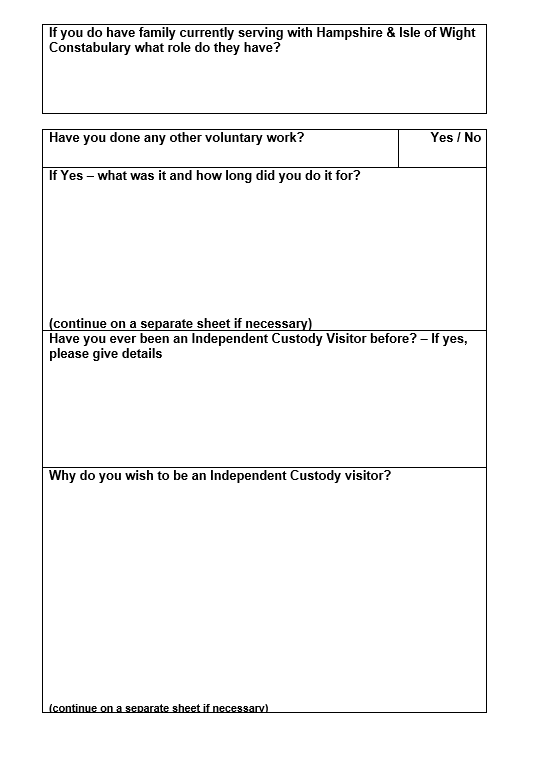 If you do have family currently serving with Hampshire & Isle of Wight
Constabulary what role do they have?
Have you done any other voluntary work?
Yes / No
If Yes – what was it and how long did you do it for?
(continue on a separate sheet if necessary)
Have you ever been an Independent Custody Visitor before? – If yes,
please give details
Why do you wish to be an Independent Custody visitor?
(continue on a separate sheet if necessary)